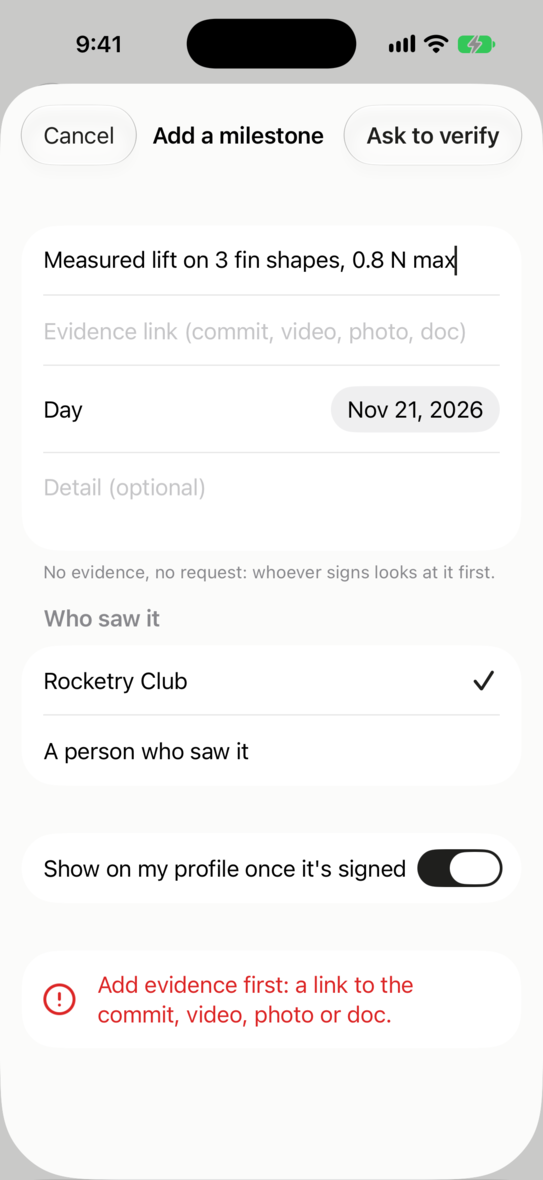 9:41
Cancel
Add a milestone
Ask to verify
Measured lift on 3 fin shapes, 0.8 N max
Evidence link (commit, video, photo, doc)
Day
Nov 21, 2026
Detail (optional)
No evidence, no request: whoever signs looks at it first.
Who saw it
Rocketry Club
A person who saw it
Show on my profile once it's signed
Add evidence first: a link to the
commit, video, photo or doc.